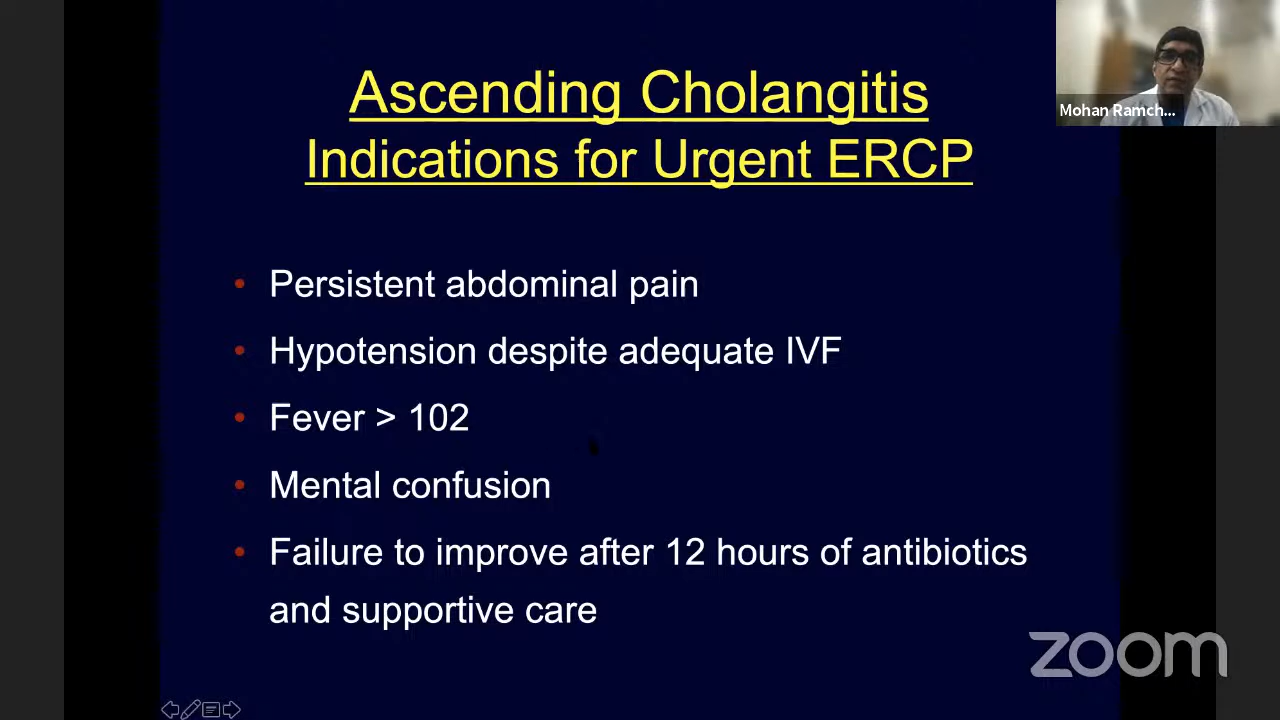 Ascending Cholangitis
Indications for Urgent ERCP
Mohan Ramch...
• Persistent abdominal pain
• Hypotension despite adequate IVF
• Fever > 102
• Mental confusion
• Failure to improve after 12 hours of antibiotics
and supportive care
zoom